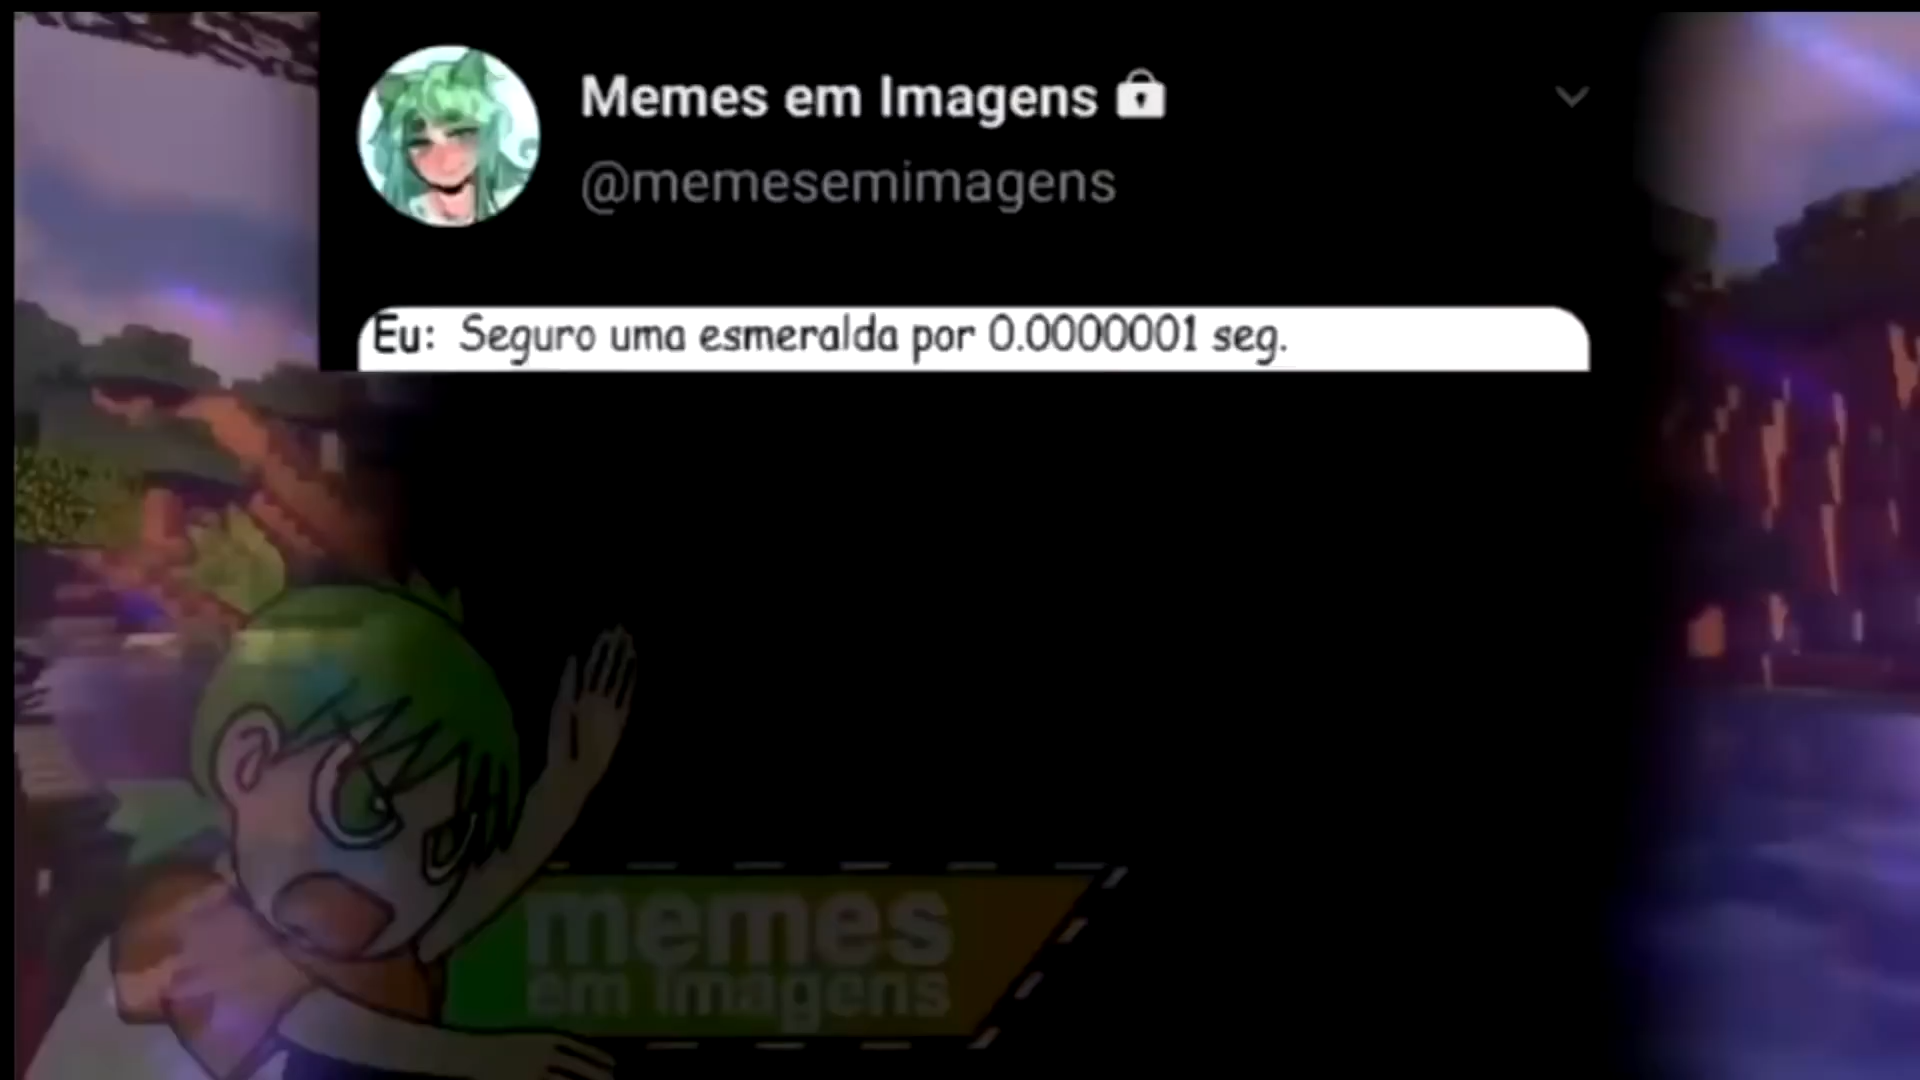 Memes em Imagens
@memesemimagens
Eu: Seguro uma esmeralda por 0.0000001 seg.
memes
em imagens